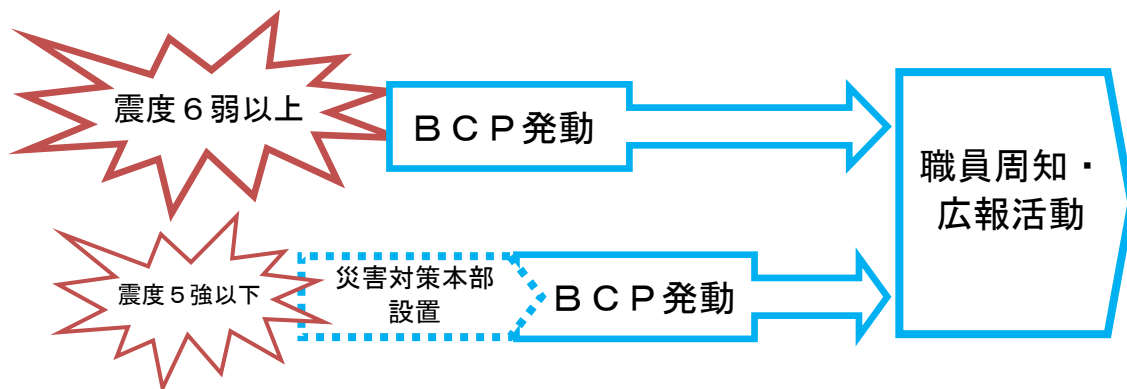 震度６弱以上
ＢＣＰ発動
職員周知・
広報活動
震度５強以下
災害対策本部
設置
ＢＣＰ発動